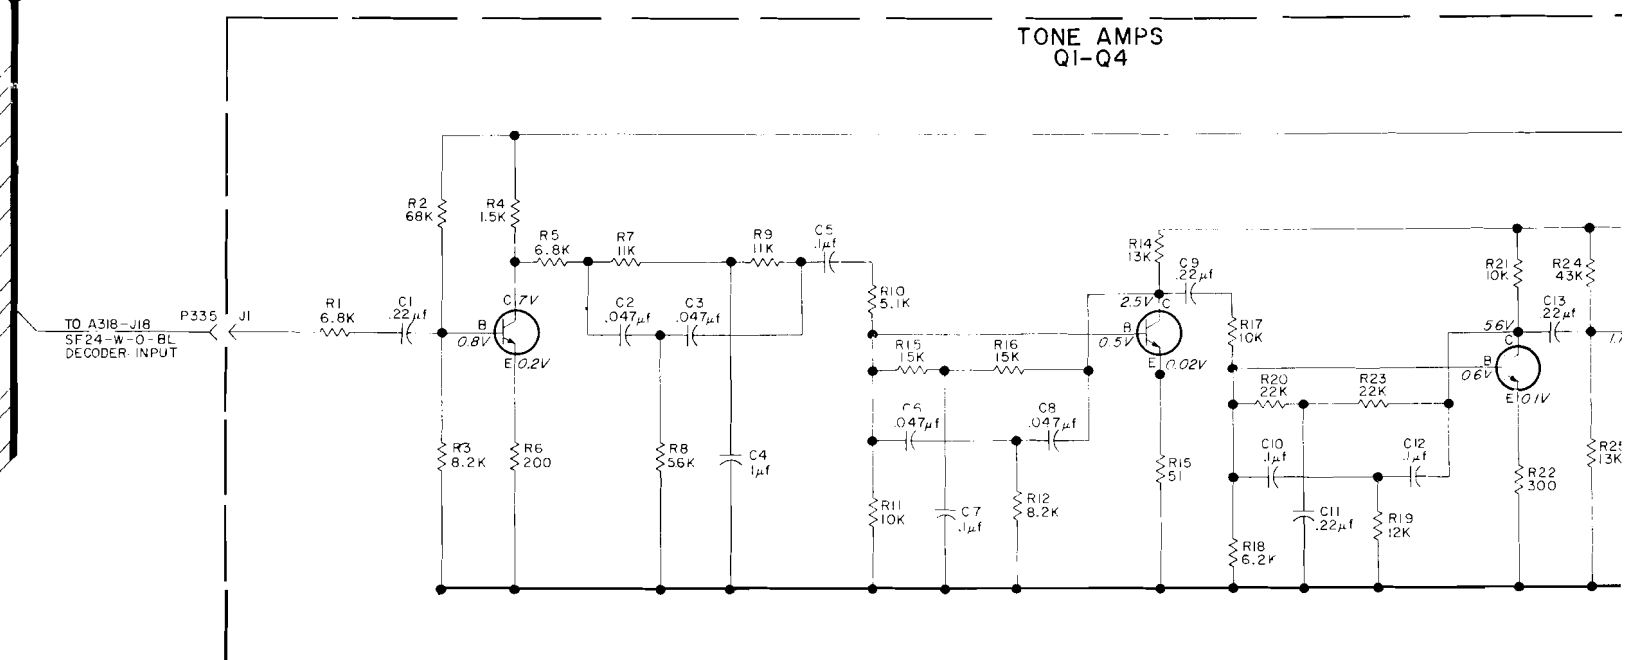 TONE AMPS
Q1-Q4
TO A318-J18
SF24-W-O-BL
DECODER INPUT
P335
J1
R1
6.8K
C1
.22µf
R2
68K
R3
8.2K
R4
1.5K
B
0.8V
C .7V
E 0.2V
R6
200
R5
6.8K
R7
11K
C2
.047µf
C3
.047µf
R8
56K
R9
11K
C4
1µf
C5
.1µf
R10
5.1K
R11
10K
R15
15K
R16
15K
C6
.047µf
C8
.047µf
C7
.1µf
R12
8.2K
R14
13K
2.5V
C
B
0.5V
E 0.02V
R15
51
C9
.22µf
R17
10K
R18
6.2K
R20
22K
R23
22K
C10
.1µf
C12
.1µf
C11
.22µf
R19
12K
R21
10K
56V
C
B
06V
E 01V
R22
300
R24
43K
C13
.22µf
13K